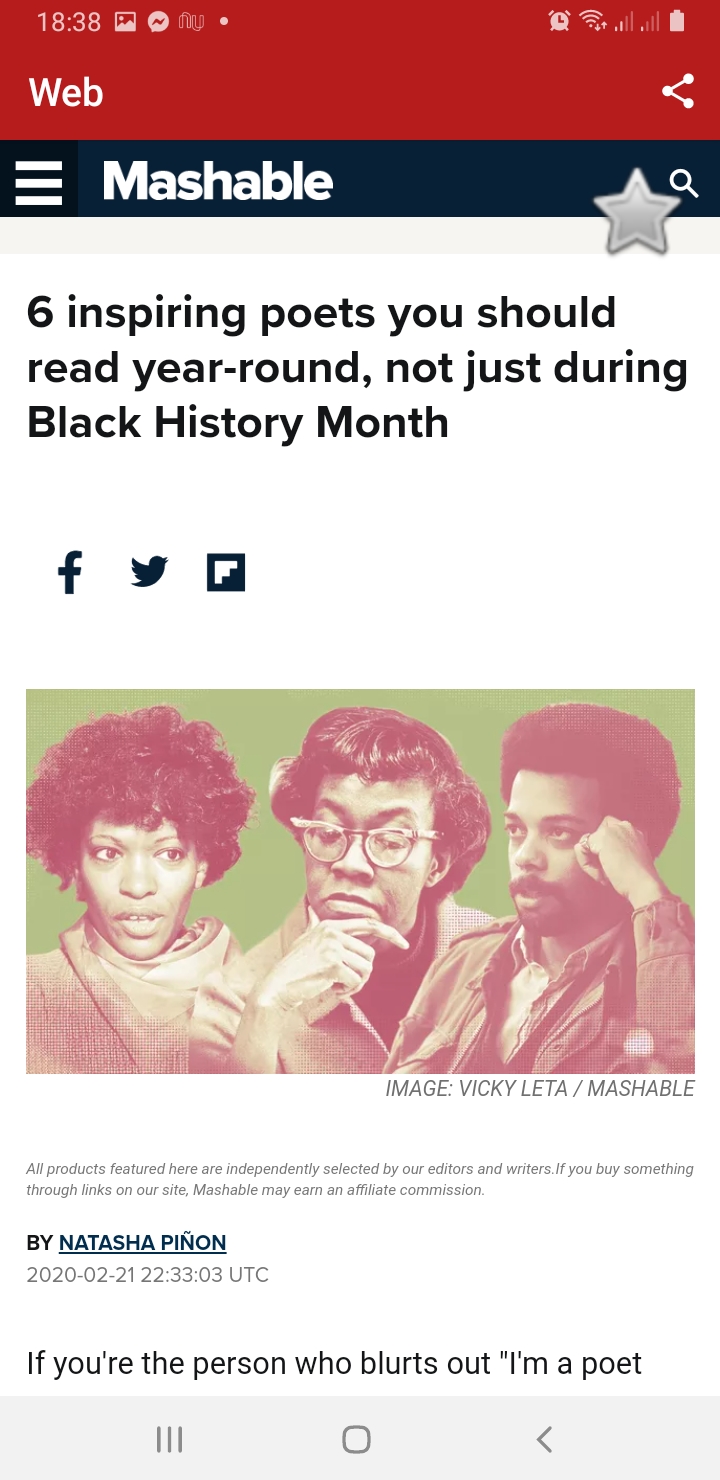 18:38
Web
Mashable
6 inspiring poets you should
read year-round, not just during
Black History Month
IMAGE: VICKY LETA / MASHABLE
All products featured here are independently selected by our editors and writers.If you buy something
through links on our site, Mashable may earn an affiliate commission.
BY NATASHA PIÑON
2020-02-21 22:33:03 UTC
If you're the person who blurts out "I'm a poet